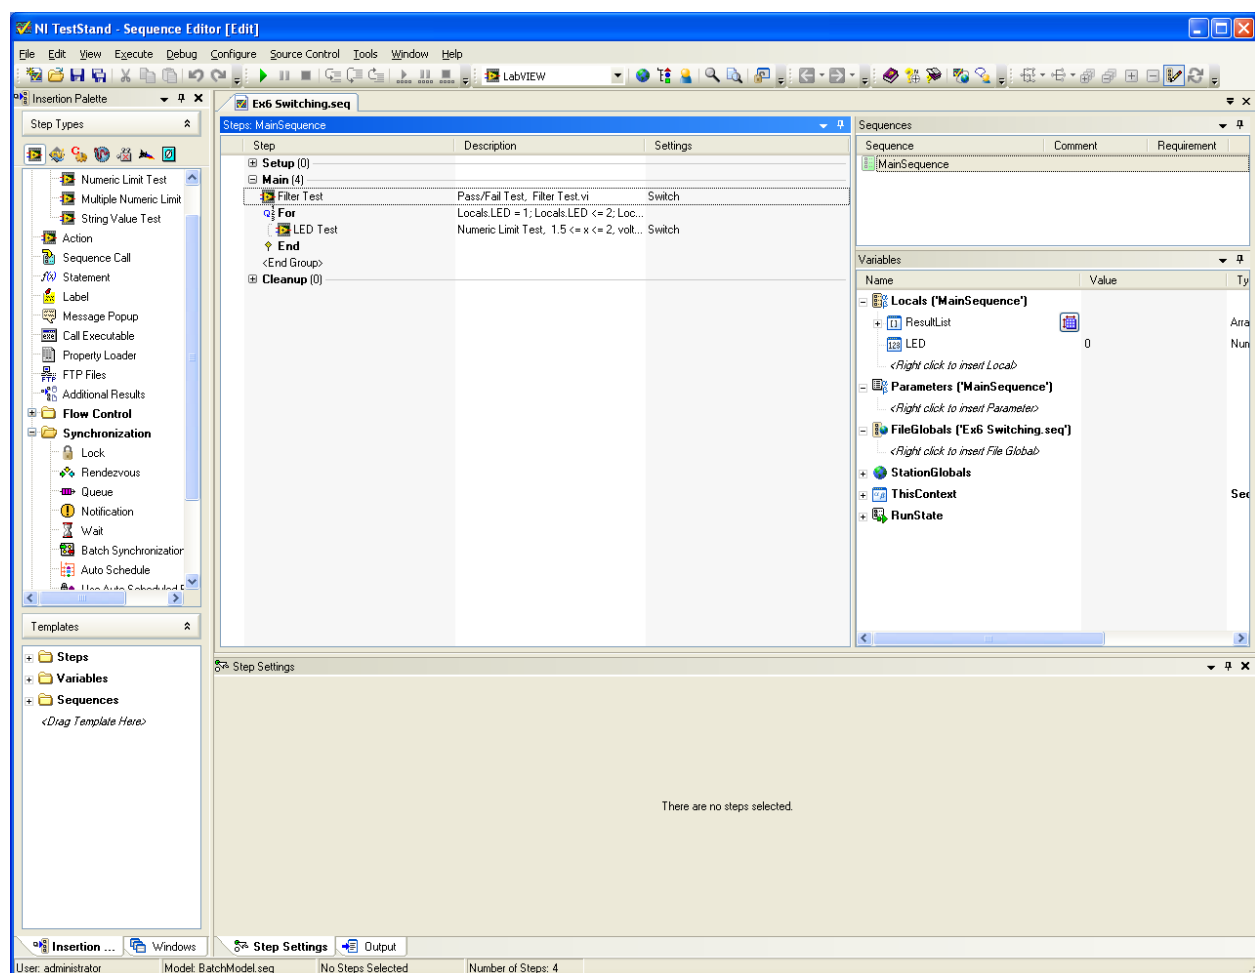 NI TestStand - Sequence Editor [Edit]
File Edit View Execute Debug Configure Source Control Tools Window Help
LabVIEW
Insertion Palette
Step Types
Numeric Limit Test
Multiple Numeric Limit
String Value Test
Action
Sequence Call
Statement
Label
Message Popup
Call Executable
Property Loader
FTP Files
Additional Results
Flow Control
Synchronization
Lock
Rendezvous
Queue
Notification
Wait
Batch Synchronization
Auto Schedule
Use Auto Scheduled
Templates
Steps
Variables
Sequences
<Drag Template Here>
Insertion ... Windows
Ex6 Switching.seq
Steps: MainSequence
Step Description Settings
Setup (0)
Main (4)
Filter Test Pass/Fail Test, Filter Test.vi Switch
For Locals.LED = 1; Locals.LED <= 2; Loc...
LED Test Numeric Limit Test, 1.5 <= x <= 2, volt... Switch
End
<End Group>
Cleanup (0)
Sequences
Sequence Comment Requirement
MainSequence
Variables
Name Value Ty
Locals ('MainSequence')
ResultList Arra
LED 0 Num
<Right click to insert Local>
Parameters ('MainSequence')
<Right click to insert Parameter>
FileGlobals ('Ex6 Switching.seq')
<Right click to insert File Global>
StationGlobals
ThisContext Seq
RunState
Step Settings
There are no steps selected.
Step Settings Output
User: administrator Model: BatchModel.seq No Steps Selected Number of Steps: 4